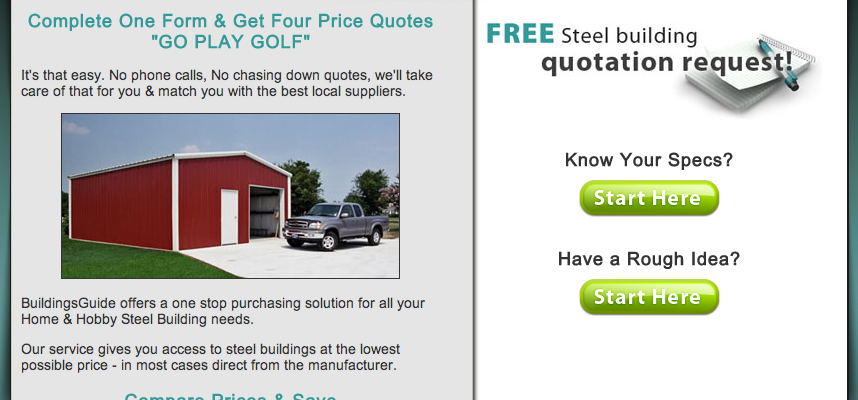 Complete One Form & Get Four Price Quotes
"GO PLAY GOLF"
It's that easy. No phone calls, No chasing down quotes, we'll take
care of that for you & match you with the best local suppliers.
BuildingsGuide offers a one stop purchasing solution for all your
Home & Hobby Steel Building needs.
Our service gives you access to steel buildings at the lowest
possible price - in most cases direct from the manufacturer.
Compare Prices & Save
FREE Steel building
quotation request!
Know Your Specs?
Start Here
Have a Rough Idea?
Start Here